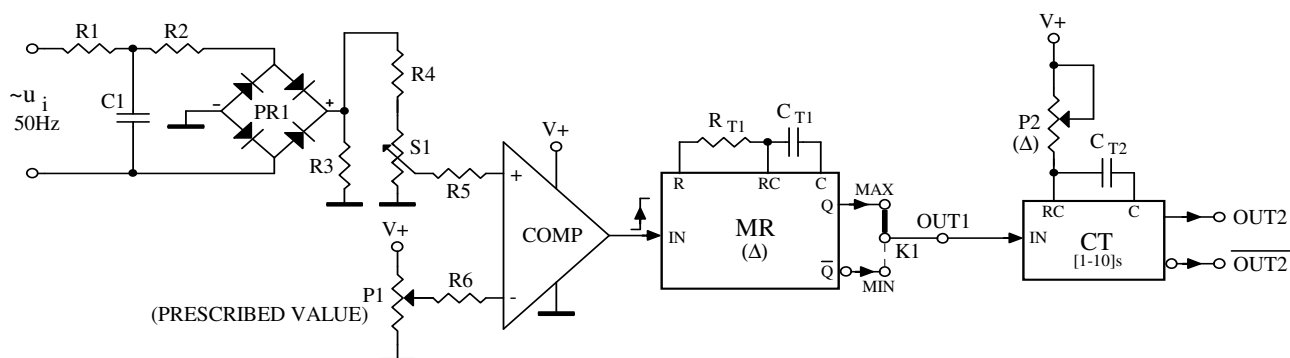 R1
R2
~u i
50Hz
C1
PR1
-
+
R3
R4
S1
R5
V+
P1
R6
(PRESCRIBED VALUE)
V+
+
-
COMP
R T1
C T1
R
RC
C
IN
MR
(Δ)
Q
Q̅
MAX
MIN
K1
OUT1
V+
P2
(Δ)
C T2
RC
C
IN
CT
[1-10]s
OUT2
O̅U̅T̅2̅